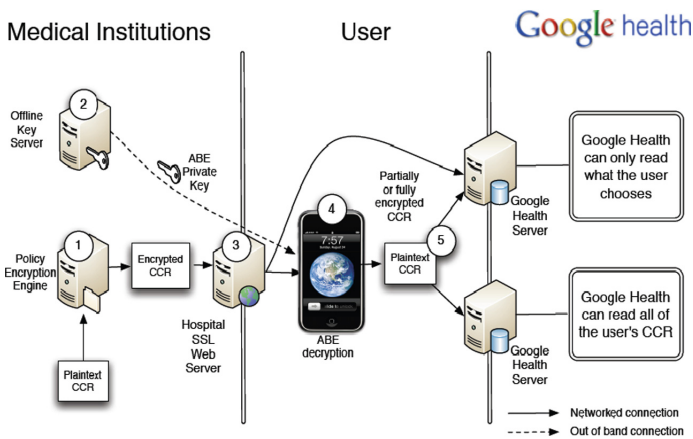 Medical Institutions
User
Google health
2
Offline
Key
Server
ABE
Private
Key
1
Policy
Encryption
Engine
Encrypted
CCR
3
Hospital
SSL
Web
Server
Plaintext
CCR
4
7:57
ABE
decryption
Partially
or fully
encrypted
CCR
5
Plaintext
CCR
Google
Health
Server
Google Health
can only read
what the user
chooses
Google
Health
Server
Google Health
can read all of
the user's CCR
Networked connection
Out of band connection